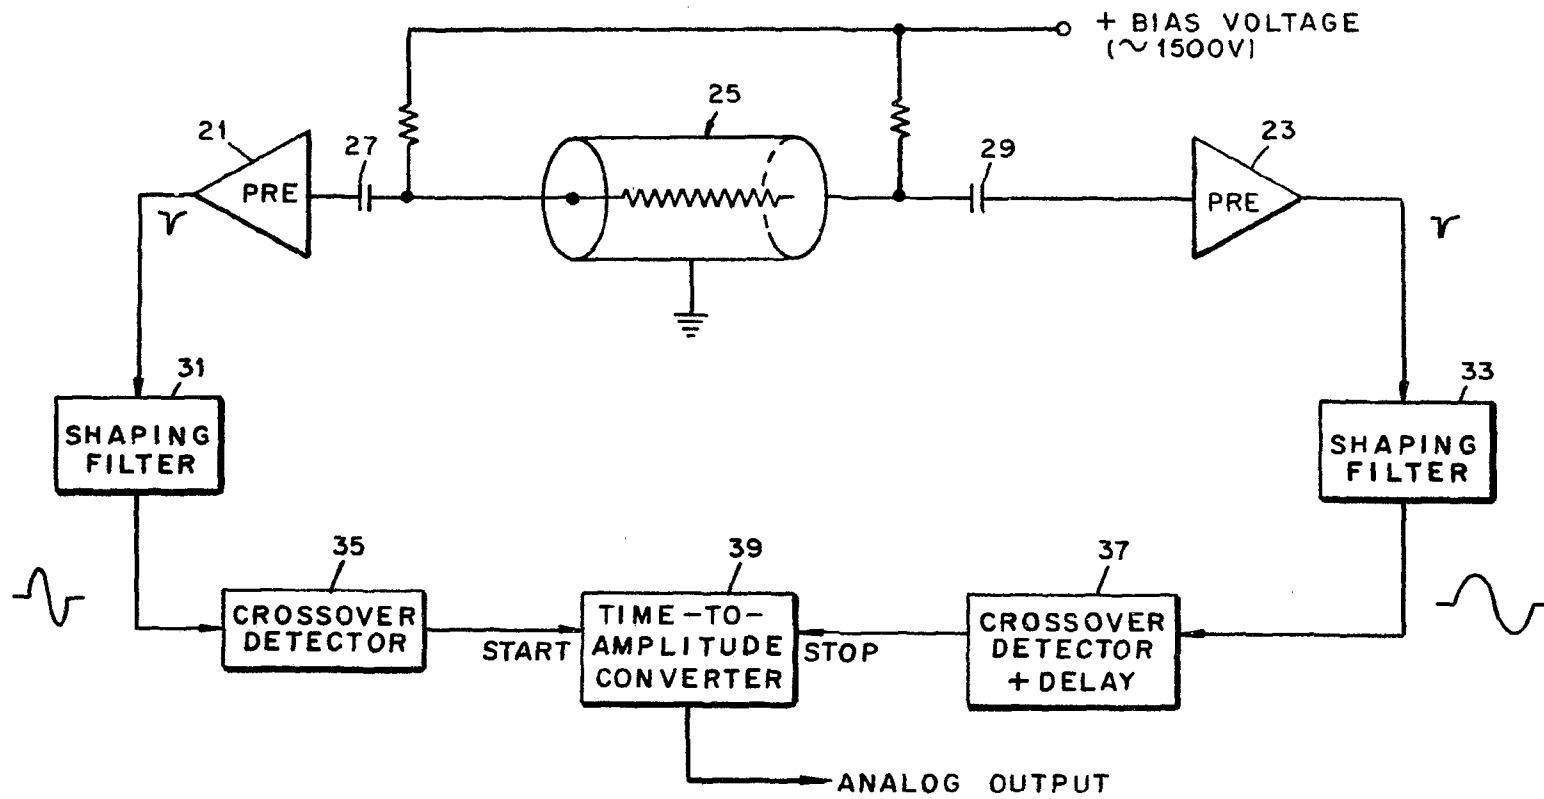 + BIAS VOLTAGE
(~1500V)
25
21
27
23
29
PRE
PRE
31
33
SHAPING
FILTER
SHAPING
FILTER
35
39
37
CROSSOVER
DETECTOR
START
TIME-TO-
AMPLITUDE
CONVERTER
STOP
CROSSOVER
DETECTOR
+ DELAY
ANALOG OUTPUT